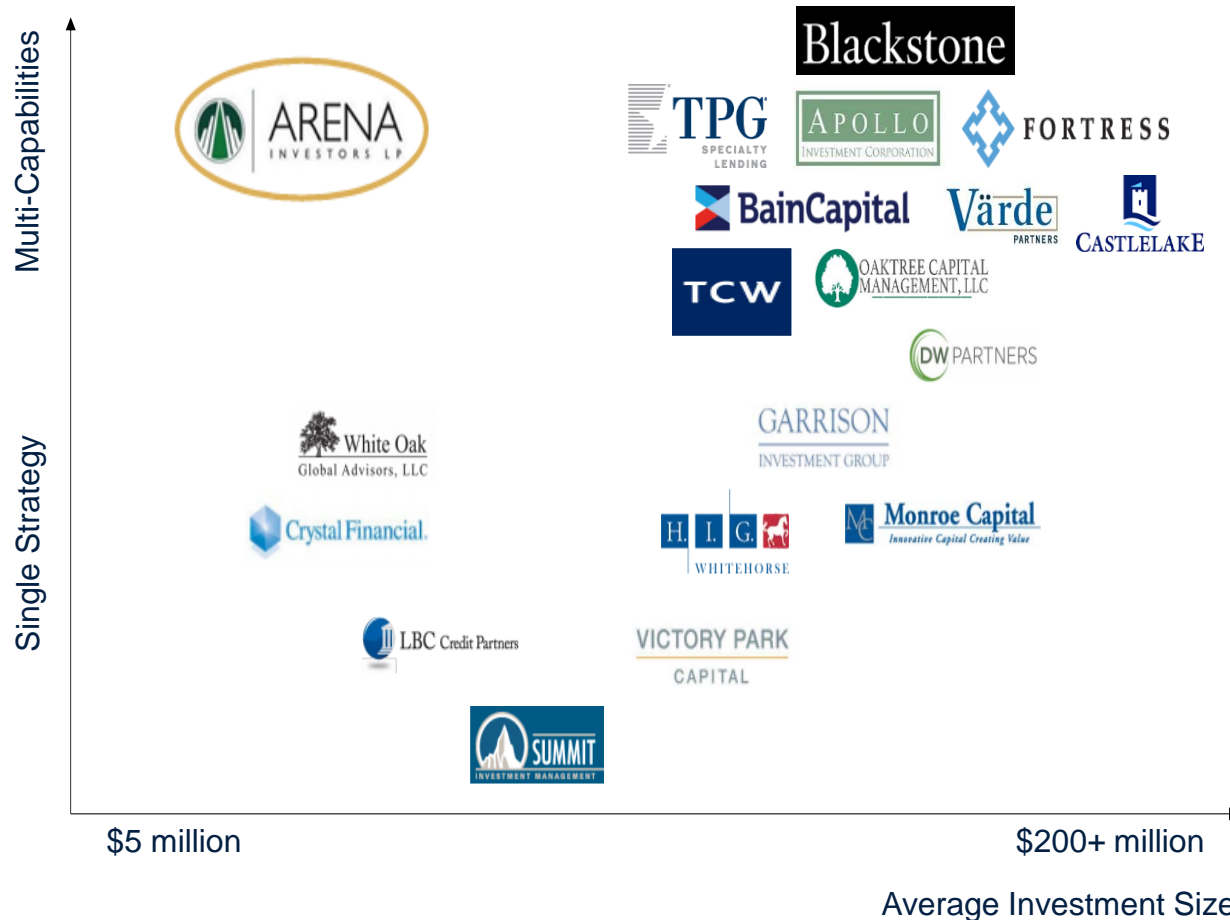 Multi-Capabilities
Single Strategy
ARENA
INVESTORS LP
Blackstone
TPG
SPECIALTY
LENDING
APOLLO
INVESTMENT CORPORATION
FORTRESS
BainCapital
Värde
PARTNERS
CASTLELAKE
TCW
OAKTREE CAPITAL
MANAGEMENT, LLC
DW PARTNERS
White Oak
Global Advisors, LLC
GARRISON
INVESTMENT GROUP
Crystal Financial.
H. I. G.
WHITEHORSE
MC Monroe Capital
Innovative Capital Creating Value
LBC Credit Partners
VICTORY PARK
CAPITAL
SUMMIT
INVESTMENT MANAGEMENT
$5 million
$200+ million
Average Investment Size